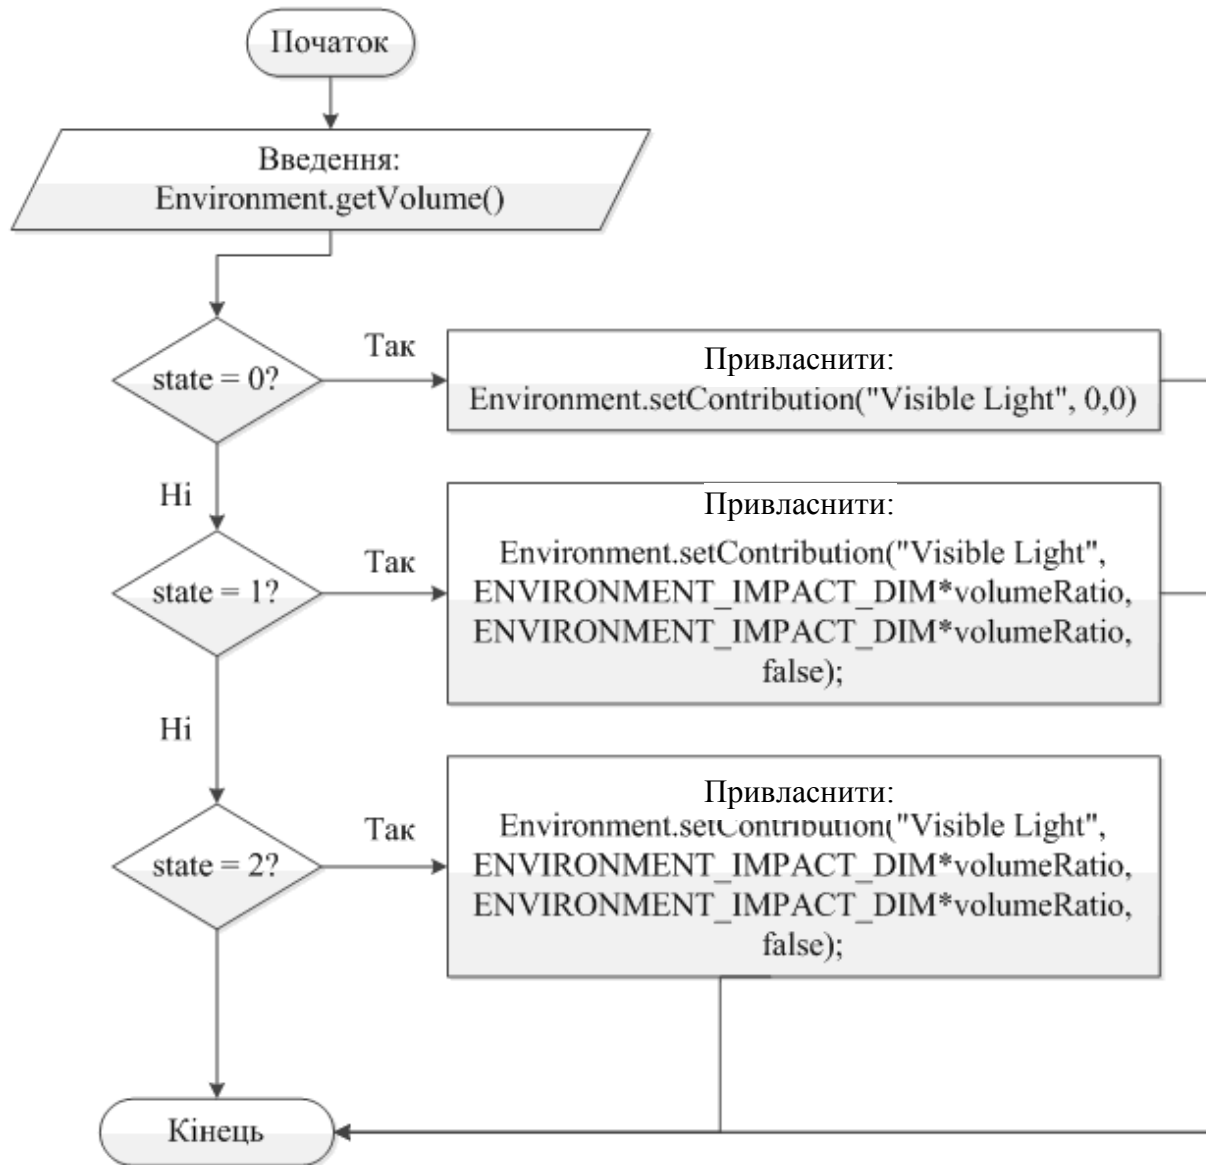 Початок
Введення:
Environment.getVolume()
state = 0?
Так
Привласнити:
Environment.setContribution("Visible Light", 0,0)
Ні
state = 1?
Так
Привласнити:
Environment.setContribution("Visible Light",
ENVIRONMENT_IMPACT_DIM*volumeRatio,
ENVIRONMENT_IMPACT_DIM*volumeRatio,
false);
Ні
state = 2?
Так
Привласнити:
Environment.setContribution("Visible Light",
ENVIRONMENT_IMPACT_DIM*volumeRatio,
ENVIRONMENT_IMPACT_DIM*volumeRatio,
false);
Кінець